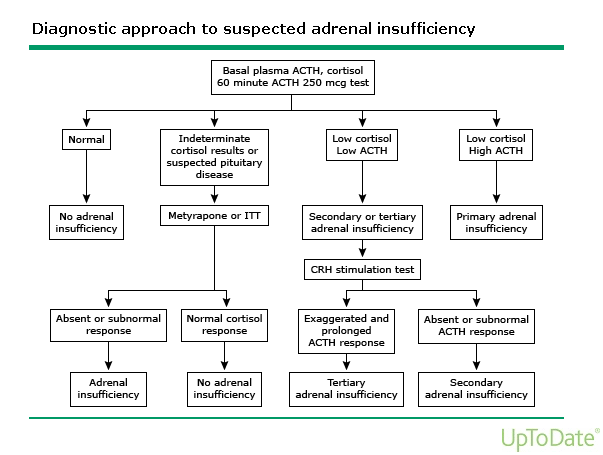 Diagnostic approach to suspected adrenal insufficiency
Basal plasma ACTH, cortisol
60 minute ACTH 250 mcg test
Normal
Indeterminate
cortisol results or
suspected pituitary
disease
Low cortisol
Low ACTH
Low cortisol
High ACTH
No adrenal
insufficiency
Metyrapone or ITT
Secondary or tertiary
adrenal insufficiency
Primary adrenal
insufficiency
CRH stimulation test
Absent or subnormal
response
Normal cortisol
response
Exaggerated and
prolonged
ACTH response
Absent or subnormal
ACTH response
Adrenal
insufficiency
No adrenal
insufficiency
Tertiary
adrenal insufficiency
Secondary
adrenal insufficiency
UpToDate®